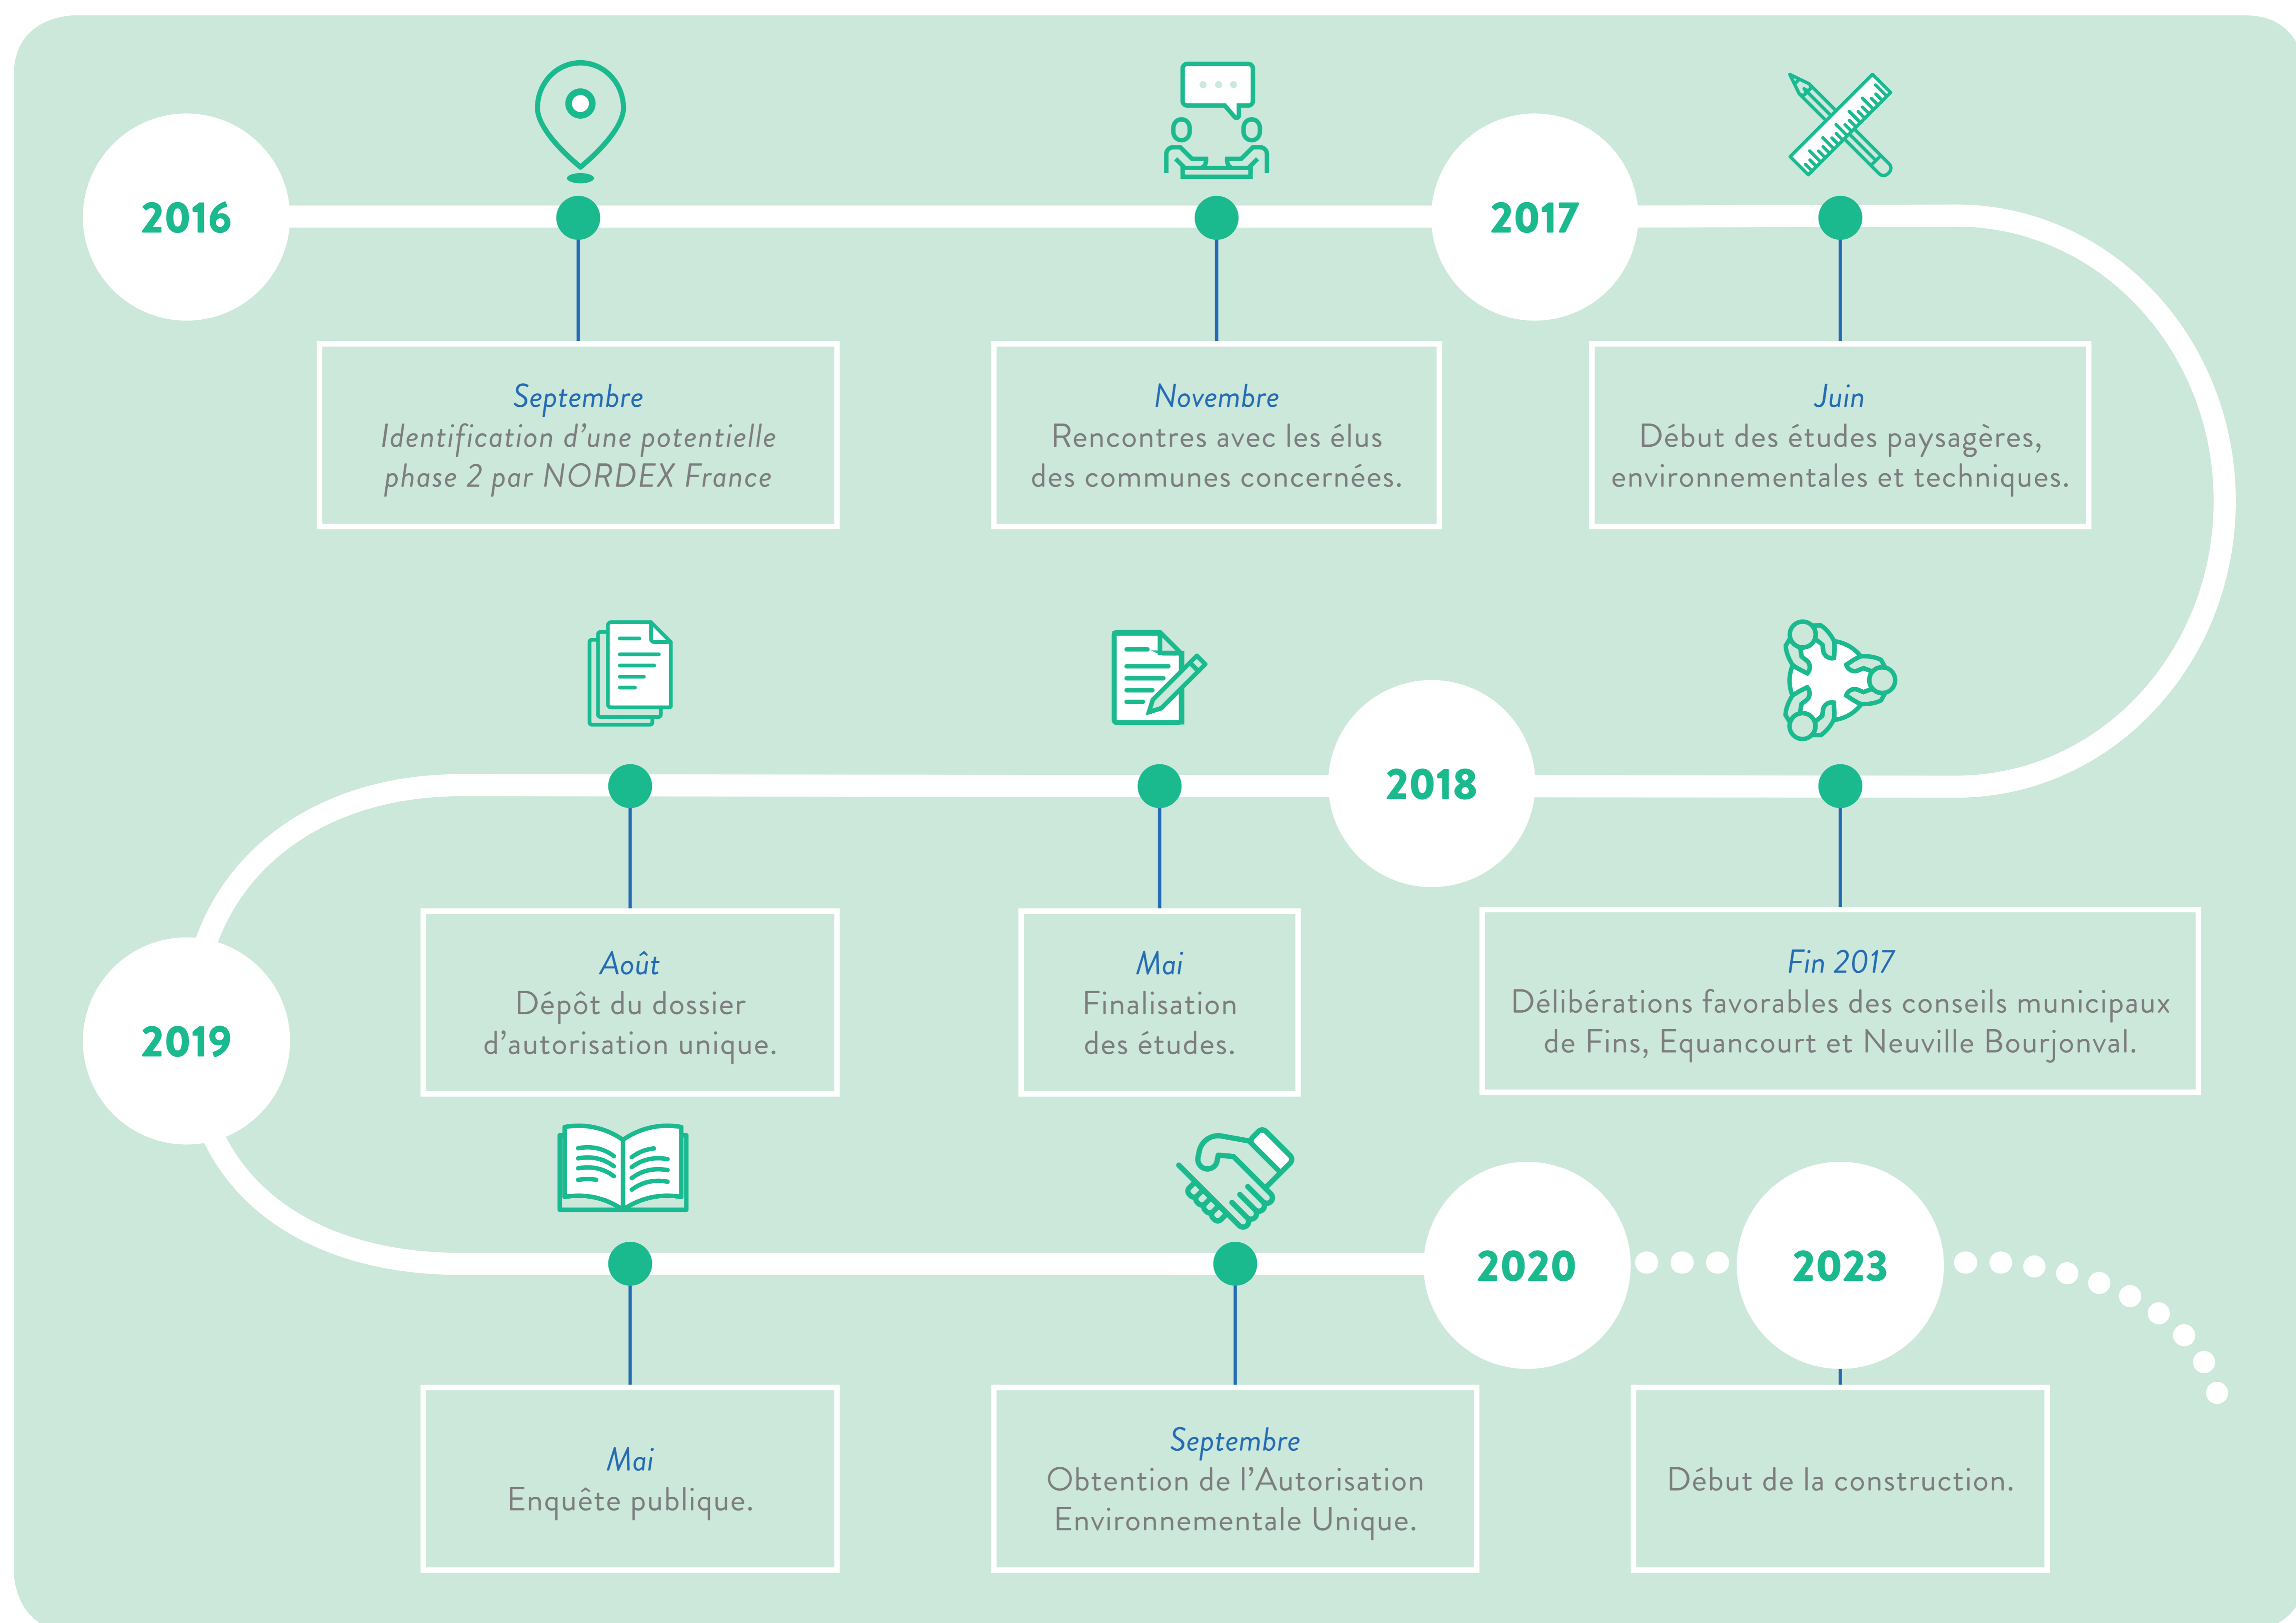 2016
Septembre
Identification d’une potentielle
phase 2 par NORDEX France
Novembre
Rencontres avec les élus
des communes concernées.
2017
Juin
Début des études paysagères,
environnementales et techniques.
Fin 2017
Délibérations favorables des conseils municipaux
de Fins, Equancourt et Neuville Bourjonval.
2018
Mai
Finalisation
des études.
Août
Dépôt du dossier
d’autorisation unique.
2019
Mai
Enquête publique.
Septembre
Obtention de l’Autorisation
Environnementale Unique.
2020
2023
Début de la construction.